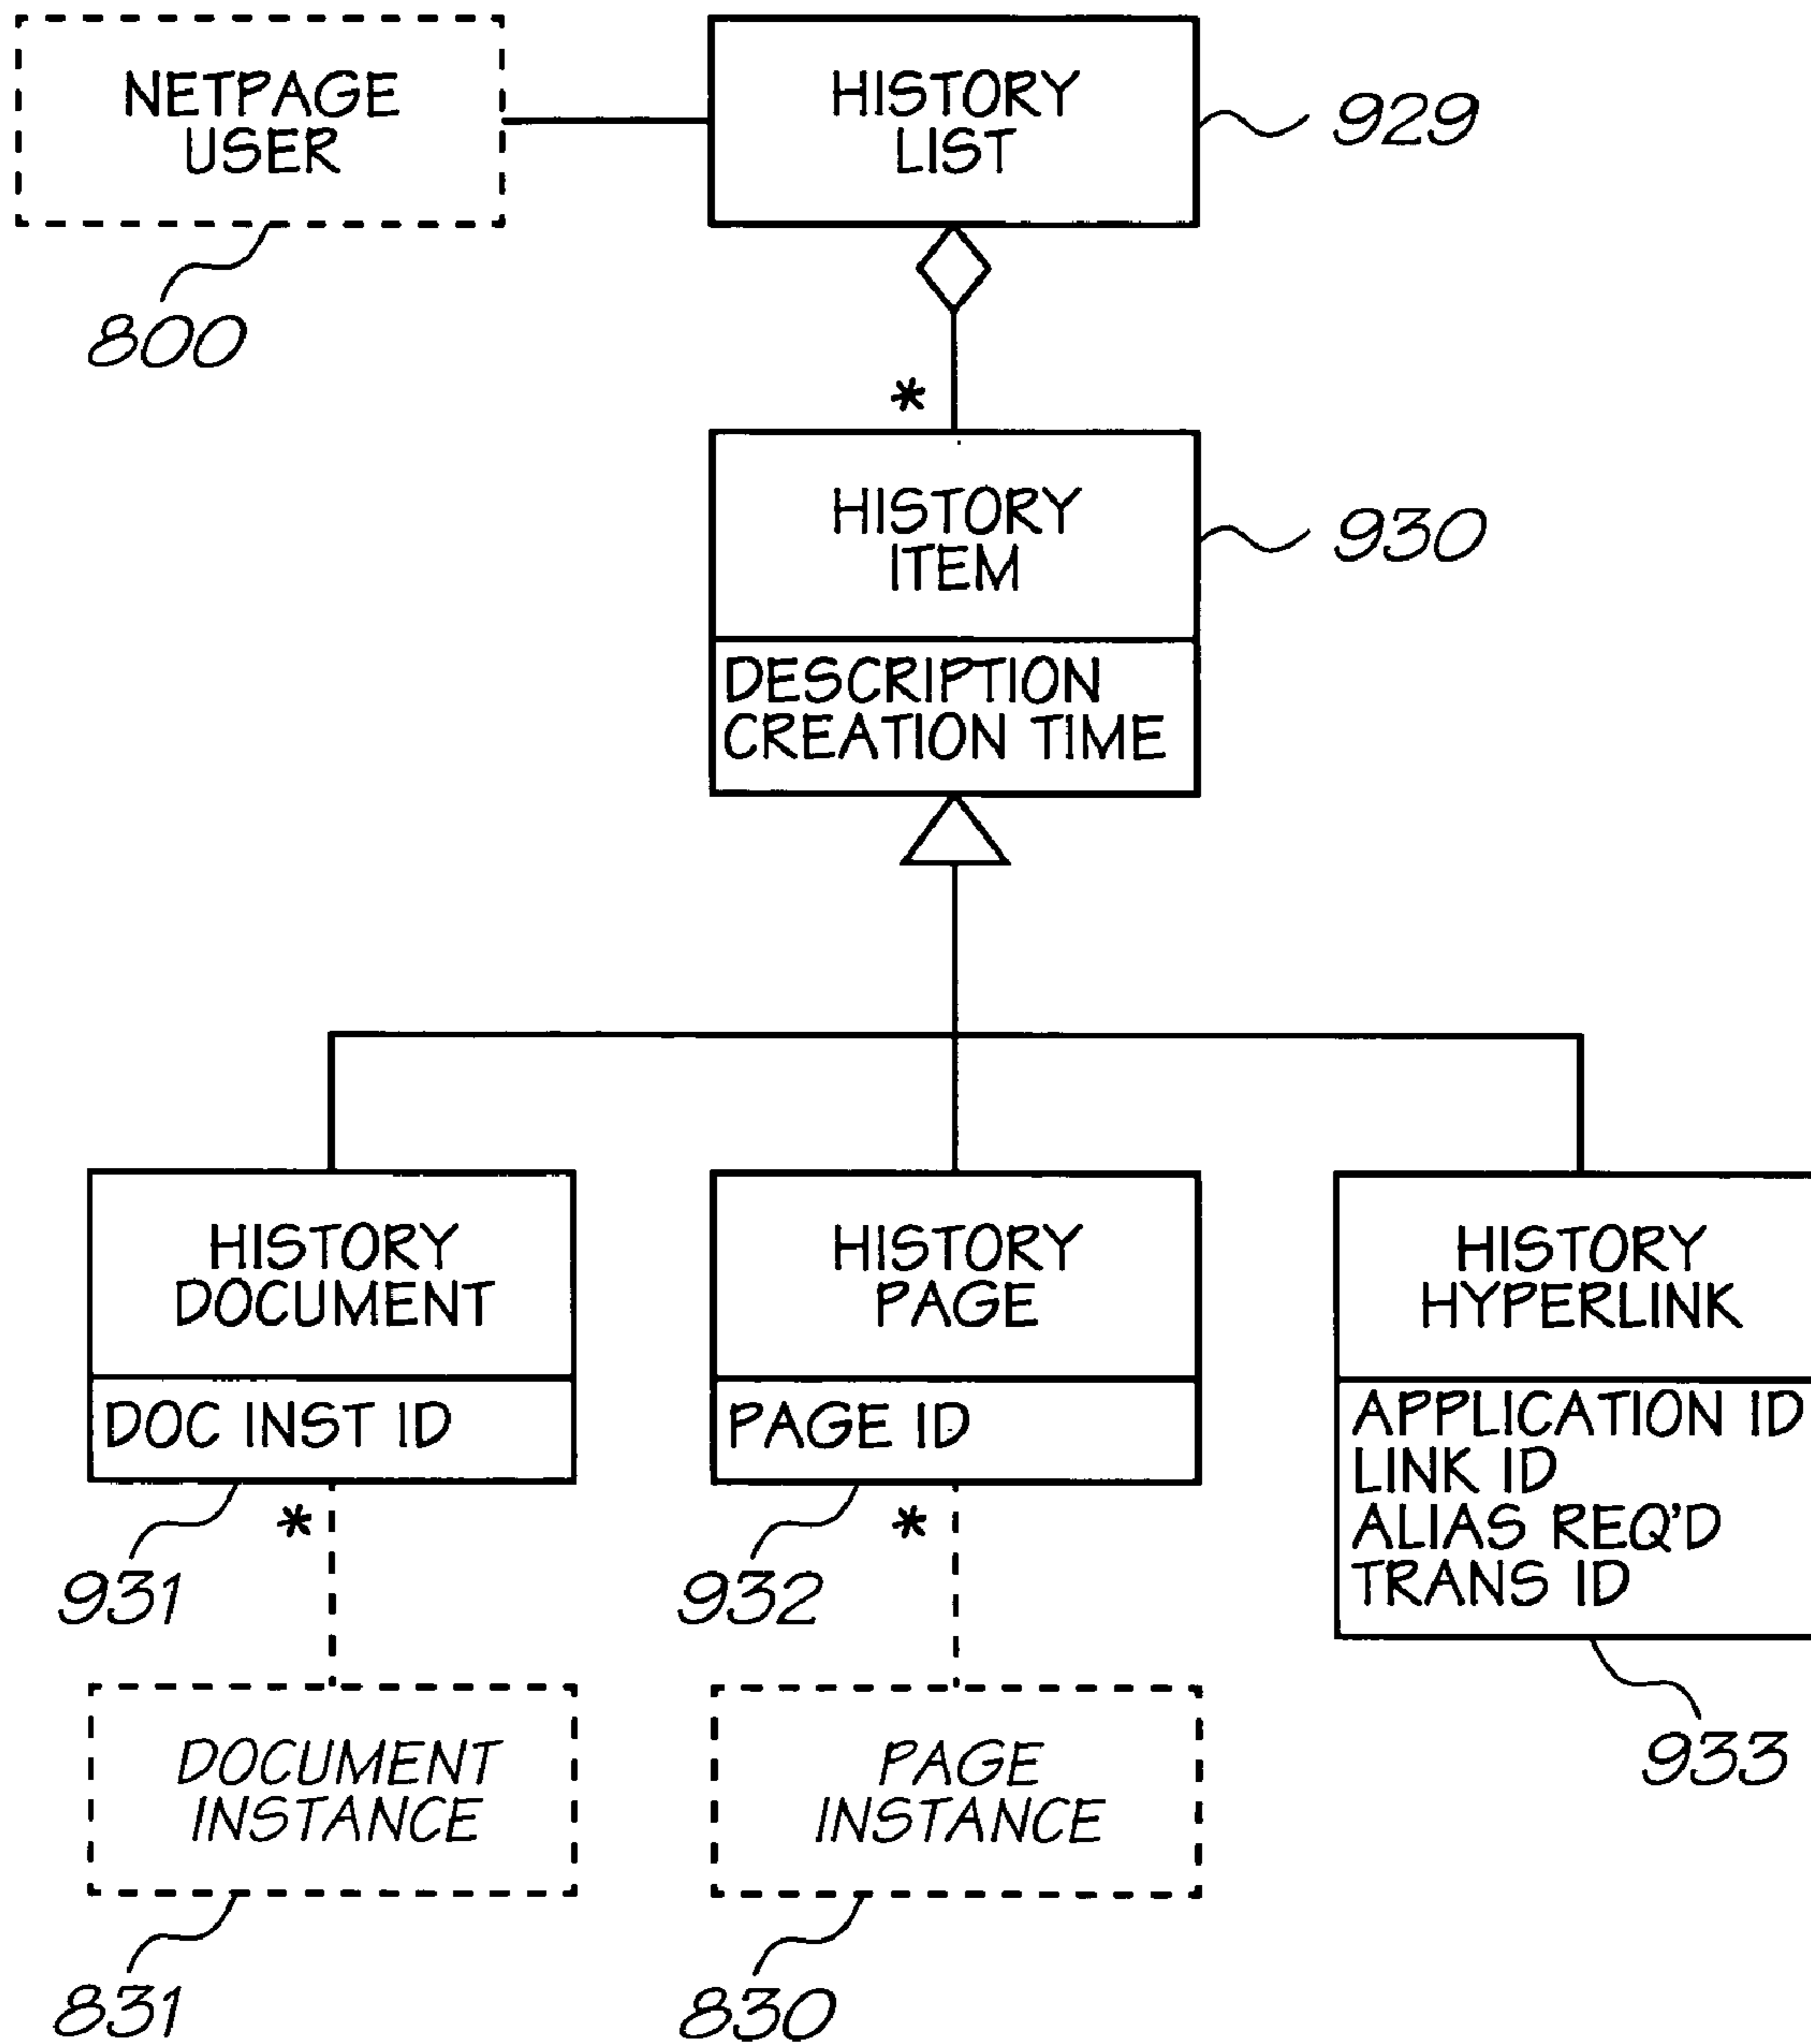 NETPAGE
USER
800
HISTORY
LIST
929
*
HISTORY
ITEM
930
DESCRIPTION
CREATION TIME
HISTORY
DOCUMENT
DOC INST ID
931
*
HISTORY
PAGE
PAGE ID
932
*
HISTORY
HYPERLINK
APPLICATION ID
LINK ID
ALIAS REQ'D
TRANS ID
933
DOCUMENT
INSTANCE
831
PAGE
INSTANCE
830